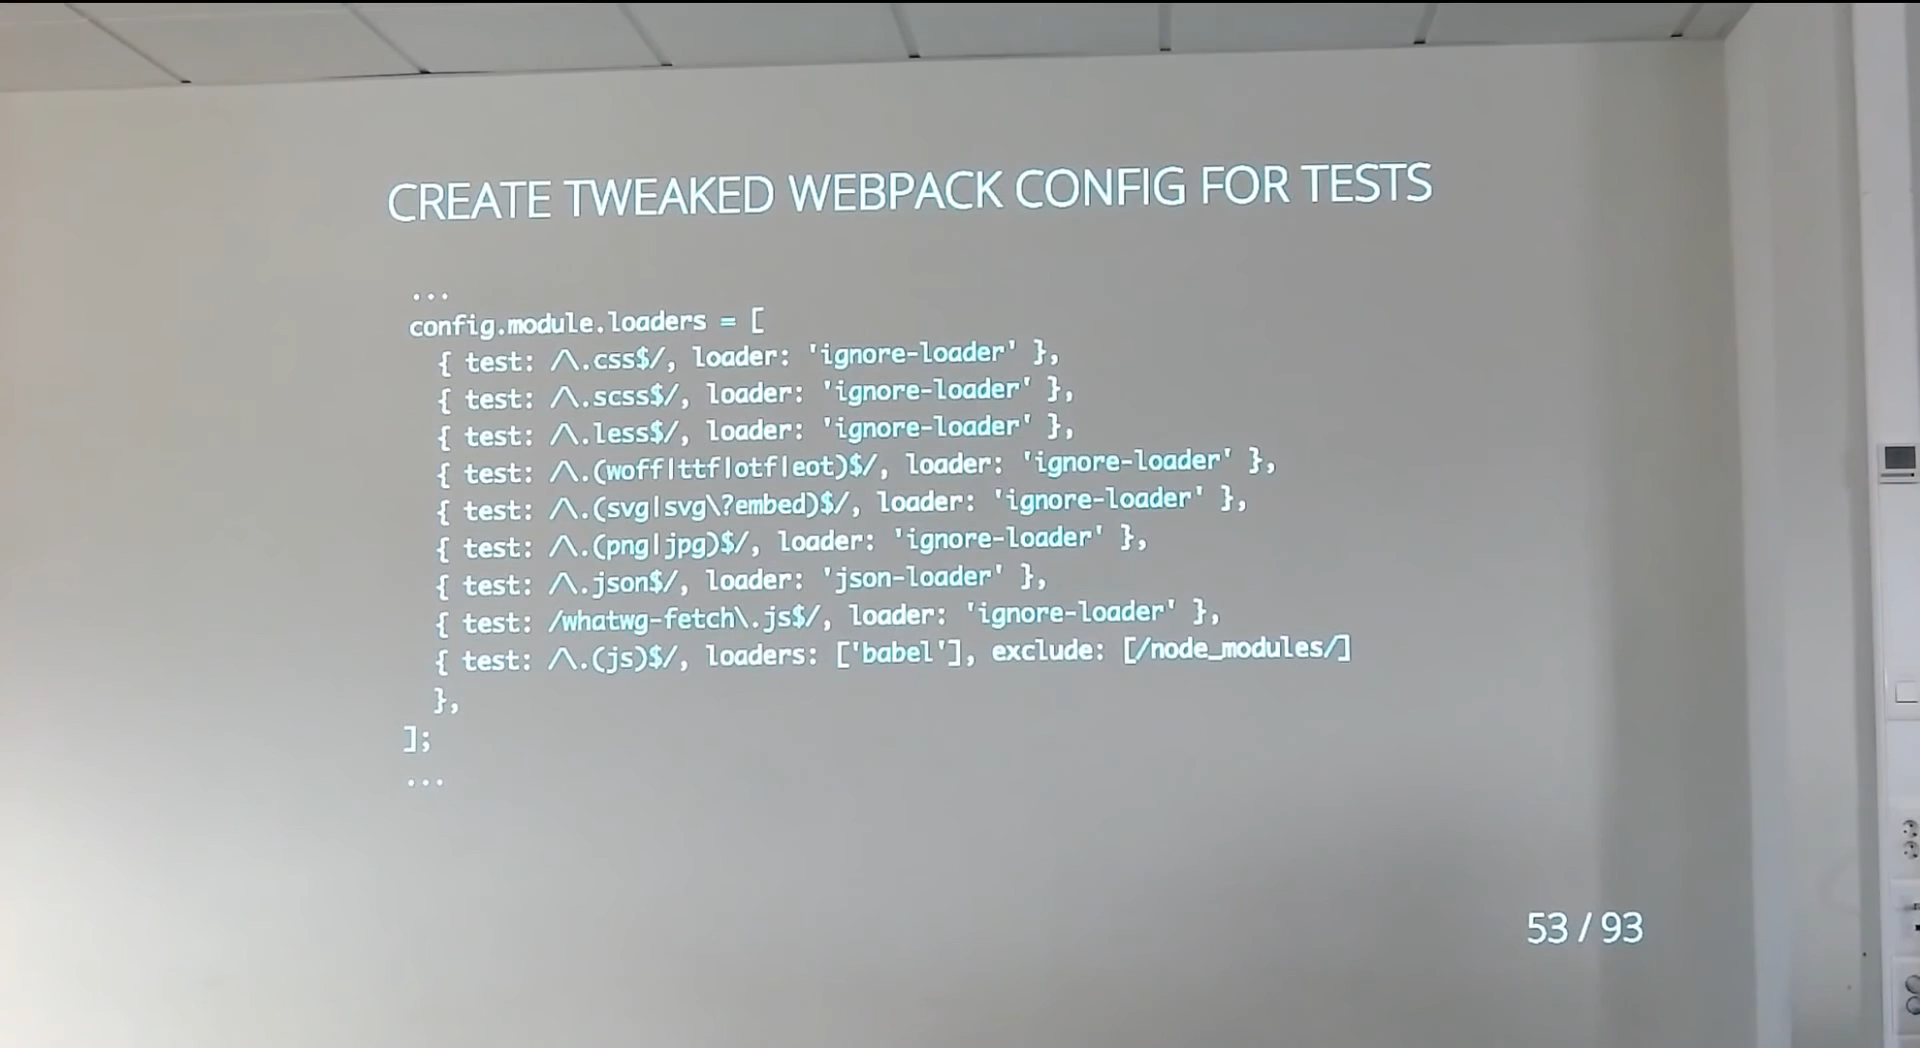 CREATE TWEAKED WEBPACK CONFIG FOR TESTS
...
config.module.loaders = [
{ test: /\.css$/, loader: 'ignore-loader' },
{ test: /\.scss$/, loader: 'ignore-loader' },
{ test: /\.less$/, loader: 'ignore-loader' },
{ test: /\.(woff|ttf|otf|eot)$/, loader: 'ignore-loader' },
{ test: /\.(svg|svg\?embed)$/, loader: 'ignore-loader' },
{ test: /\.(png|jpg)$/, loader: 'ignore-loader' },
{ test: /\.json$/, loader: 'json-loader' },
{ test: /whatwg-fetch\.js$/, loader: 'ignore-loader' },
{ test: /\.(js)$/, loaders: ['babel'], exclude: [/node_modules/]
},
];
...
53 / 93